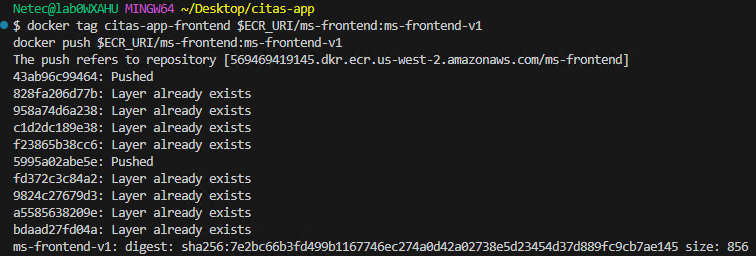 Netec@lab0WXAHU MINGW64 ~/Desktop/citas-app
$ docker tag citas-app-frontend $ECR_URI/ms-frontend:ms-frontend-v1
docker push $ECR_URI/ms-frontend:ms-frontend-v1
The push refers to repository [569469419145.dkr.ecr.us-west-2.amazonaws.com/ms-frontend]
43ab96c99464: Pushed
828fa206d77b: Layer already exists
958a74d6a238: Layer already exists
c1d2dc189e38: Layer already exists
f23865b38cc6: Layer already exists
5995a02abe5e: Pushed
fd372c3c84a2: Layer already exists
9824c27679d3: Layer already exists
a5585638209e: Layer already exists
bdaad27fd04a: Layer already exists
ms-frontend-v1: digest: sha256:7e2bc66b3fd499b1167746ec274a0d42a02738e5d23454d37d889fc9cb7ae145 size: 856